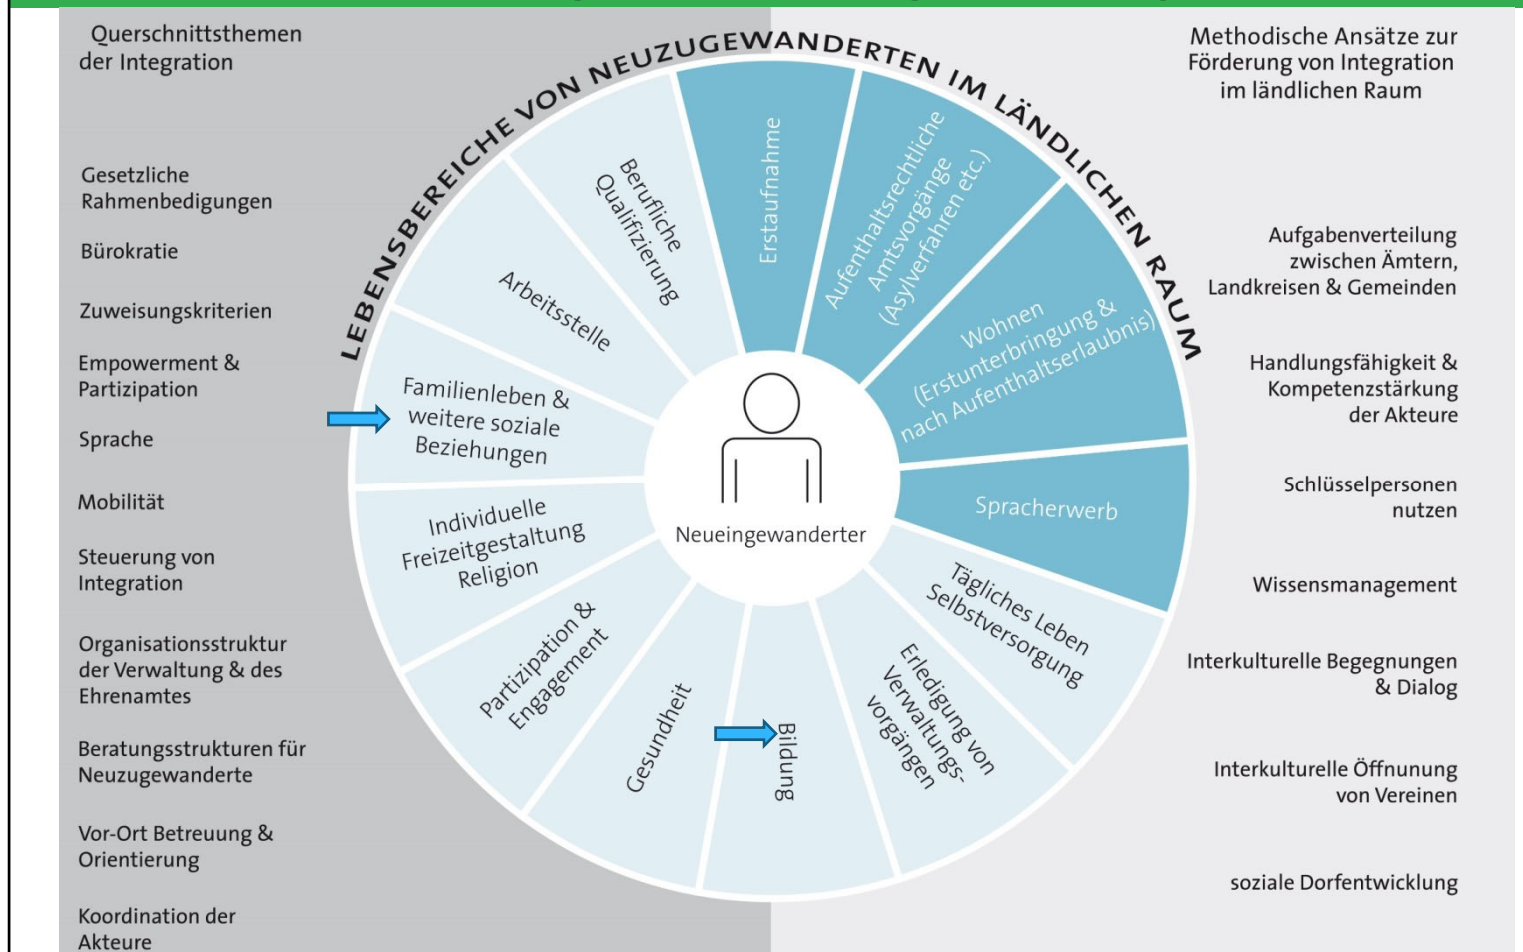 Querschnittsthemen
der Integration
Gesetzliche
Rahmenbedigungen
Bürokratie
Zuweisungskriterien
Empowerment &
Partizipation
Sprache
Mobilität
Steuerung von
Integration
Organisationsstruktur
der Verwaltung & des
Ehrenamtes
Beratungsstrukturen für
Neuzugewanderte
Vor-Ort Betreuung &
Orientierung
Koordination der
Akteure
LEBENSBEREICHE VON NEUZUGEWANDERTEN IM LÄNDLICHEN RAUM
Erstaufnahme
Aufenthaltsrechtliche
Amtsvorgänge
(Asylverfahren etc.)
Wohnen
(Erstunterbringung &
nach Aufenthaltserlaubnis)
Spracherwerb
Tägliches Leben
Selbstversorgung
Erledigung von
Verwaltungs-
vorgängen
Bildung
Gesundheit
Partizipation &
Engagement
Individuelle
Freizeitgestaltung
Religion
Familienleben &
weitere soziale
Beziehungen
Arbeitsstelle
Berufliche
Qualifizierung
Neueingewanderter
Methodische Ansätze zur
Förderung von Integration
im ländlichen Raum
Aufgabenverteilung
zwischen Ämtern,
Landkreisen & Gemeinden
Handlungsfähigkeit &
Kompetenzstärkung
der Akteure
Schlüsselpersonen
nutzen
Wissensmanagement
Interkulturelle Begegnungen
& Dialog
Interkulturelle Öffnunung
von Vereinen
soziale Dorfentwicklung